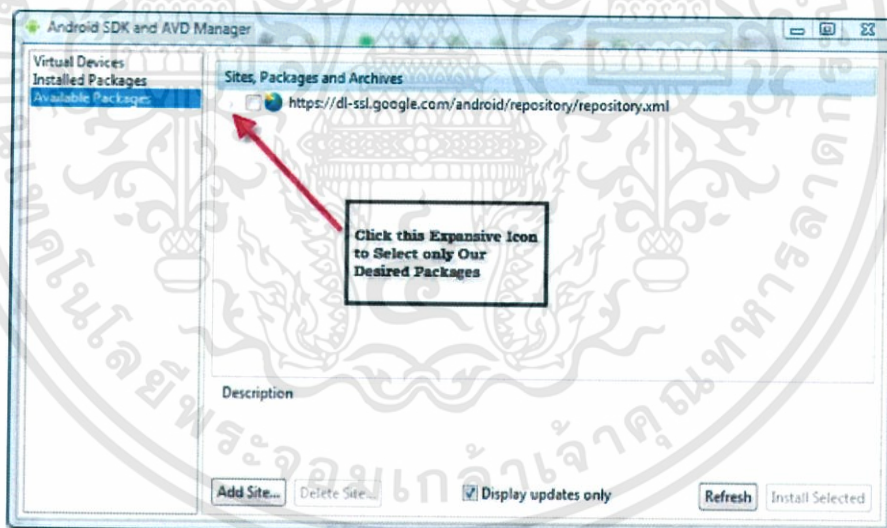 Android SDK and AVD Manager
Virtual Devices
Installed Packages
Available Packages
Sites, Packages and Archives
https://dl-ssl.google.com/android/repository/repository.xml
Click this Expansive Icon
to Select only Our
Desired Packages
Description
Add Site...
Delete Site...
Display updates only
Refresh
Install Selected